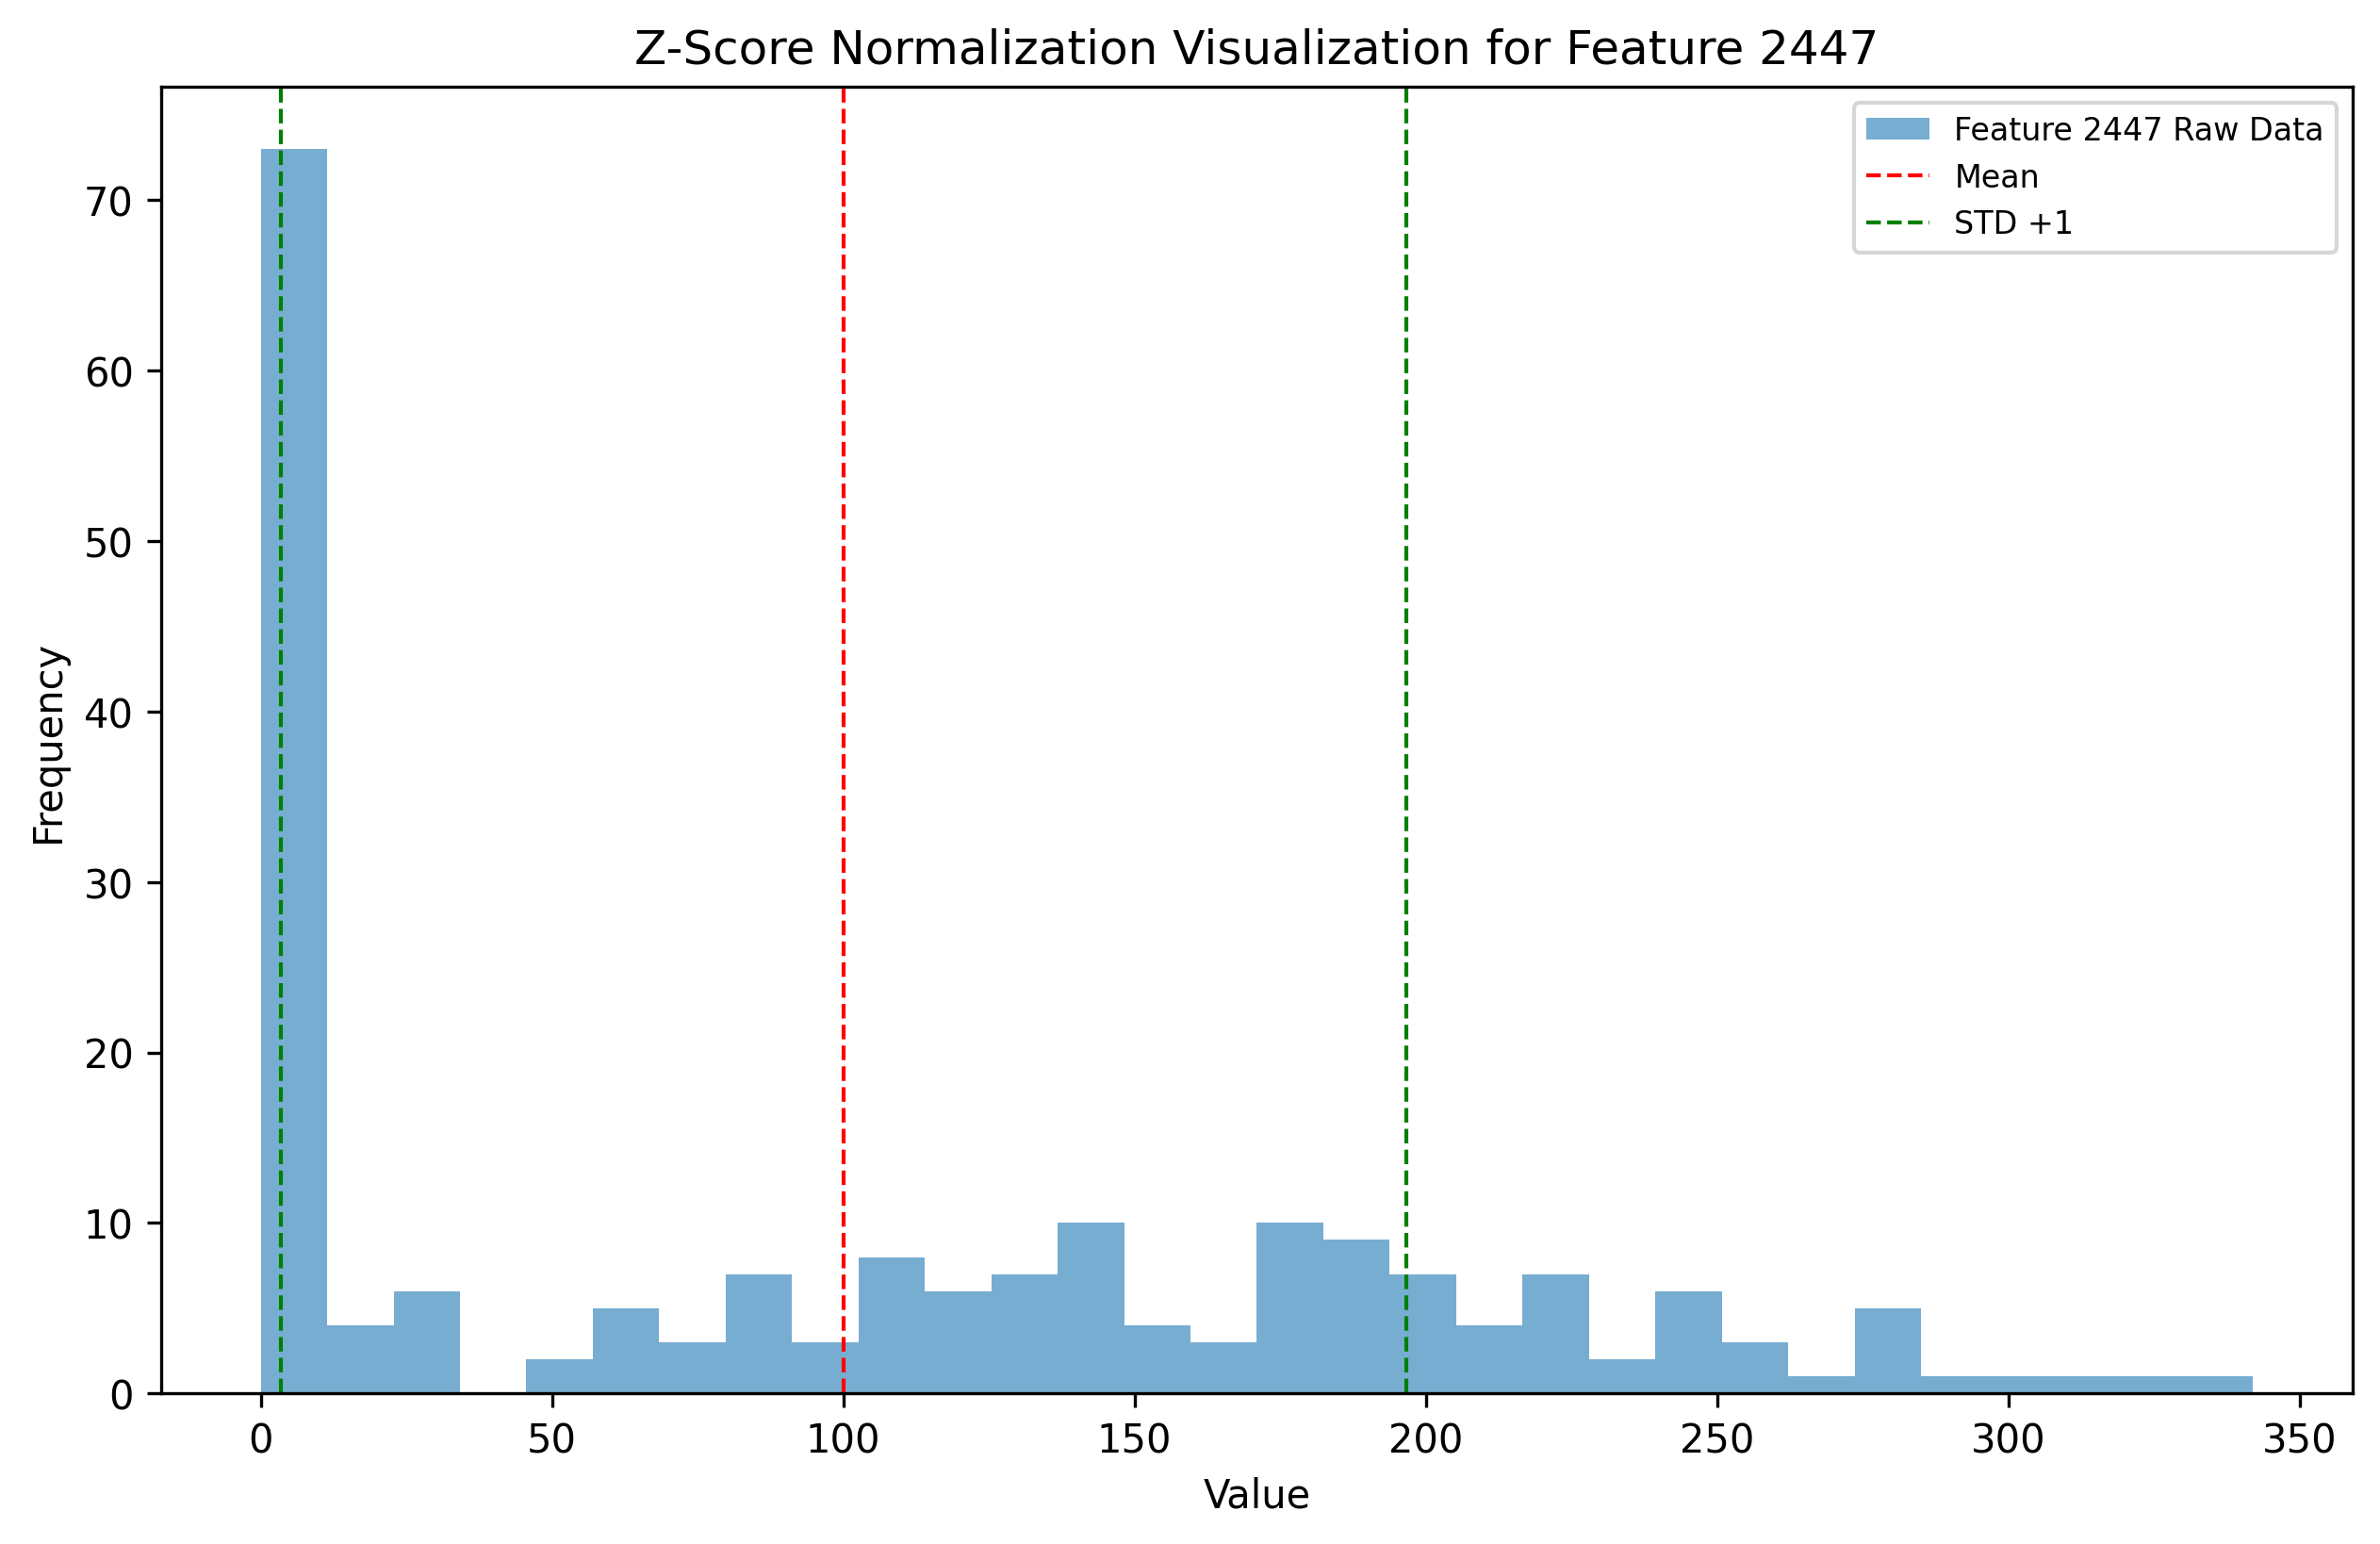 Z-Score Normalization Visualization for Feature 2447
Feature 2447 Raw Data
Mean
STD +1
70
60
50
40
30
20
10
0
Frequency
0 50 100 150 200 250 300 350
Value